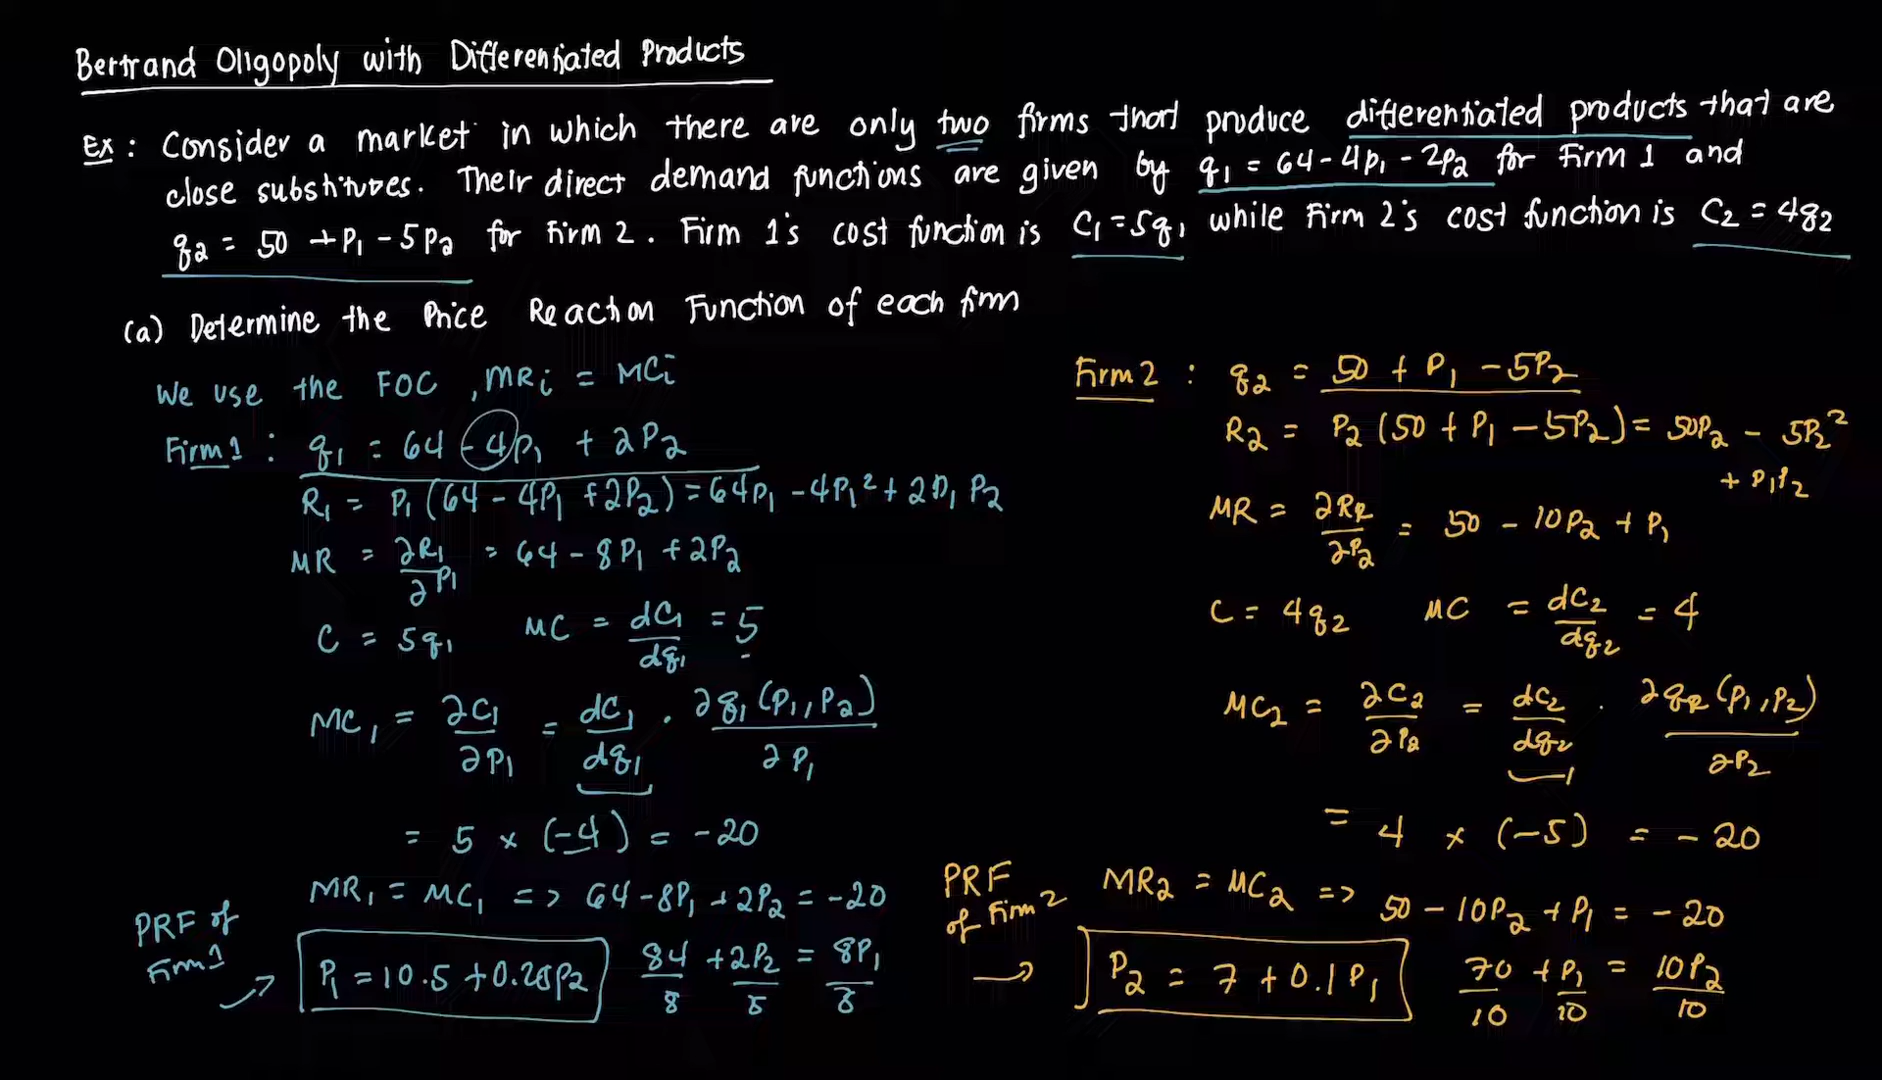 Bertrand Oligopoly with Differentiated Products
Ex : Consider a market in which there are only two firms that produce differentiated products that are
close substitutes. Their direct demand functions are given by q₁ = 64 - 4p₁ - 2p₂ for Firm 1 and
q₂ = 50 + P₁ - 5P₂ for Firm 2. Firm 1's cost function is C₁ = 5q₁ while Firm 2's cost function is C₂ = 4q₂
(a) Determine the Price Reaction Function of each firm
We use the FOC , MRi = MCi
Firm 1 : q₁ = 64 - 4P₁ + 2P₂
R₁ = P₁ (64 - 4P₁ + 2P₂) = 64P₁ - 4P₁² + 2P₁ P₂
MR = ∂R₁/∂P₁ = 64 - 8P₁ + 2P₂
C = 5q₁ MC = dC₁/dq₁ = 5
MC₁ = ∂C₁/∂P₁ = dC₁/dq₁ . ∂q₁(P₁, P₂)/∂P₁
= 5 × (-4) = -20
MR₁ = MC₁ => 64 - 8P₁ + 2P₂ = -20
PRF of Firm 1
P₁ = 10.5 + 0.25P₂
84/8 + 2P₂/8 = 8P₁/8
Firm 2 : q₂ = 50 + P₁ - 5P₂
R₂ = P₂ (50 + P₁ - 5P₂) = 50P₂ - 5P₂²
+ P₁P₂
MR = ∂R₂/∂P₂ = 50 - 10P₂ + P₁
C = 4q₂ MC = dC₂/dq₂ = 4
MC₂ = ∂C₂/∂P₂ = dC₂/dq₂ . ∂q₂(P₁, P₂)/∂P₂
= 4 × (-5) = -20
PRF of Firm 2
MR₂ = MC₂ => 50 - 10P₂ + P₁ = -20
P₂ = 7 + 0.1P₁
70/10 + P₁/10 = 10P₂/10